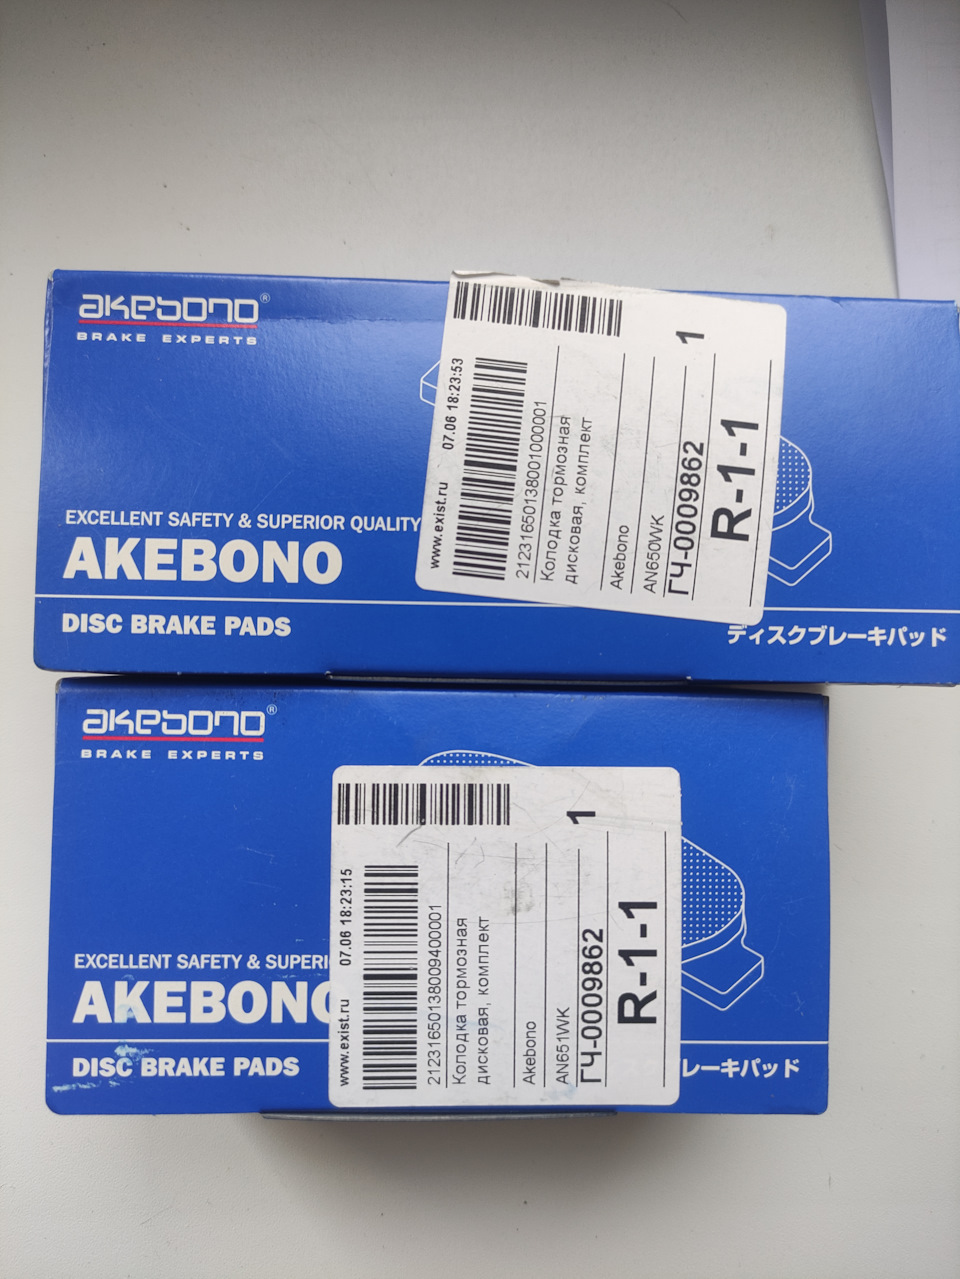 akebono®
BRAKE EXPERTS
EXCELLENT SAFETY & SUPERIOR QUALITY
AKEBONO
DISC BRAKE PADS
ディスクブレーキパッド
www.exist.ru 07.06 18:23:53
21231650138001000001
Колодка тормозная
дисковая, комплект
Akebono
AN650WK
ГЧ-0009862
1
R-1-1
akebono®
BRAKE EXPERTS
EXCELLENT SAFETY & SUPERI
AKEBONO
DISC BRAKE PADS
レーキパッド
www.exist.ru 07.06 18:23:15
21231650138009400001
Колодка тормозная
дисковая, комплект
Akebono
AN651WK
ГЧ-0009862
1
R-1-1